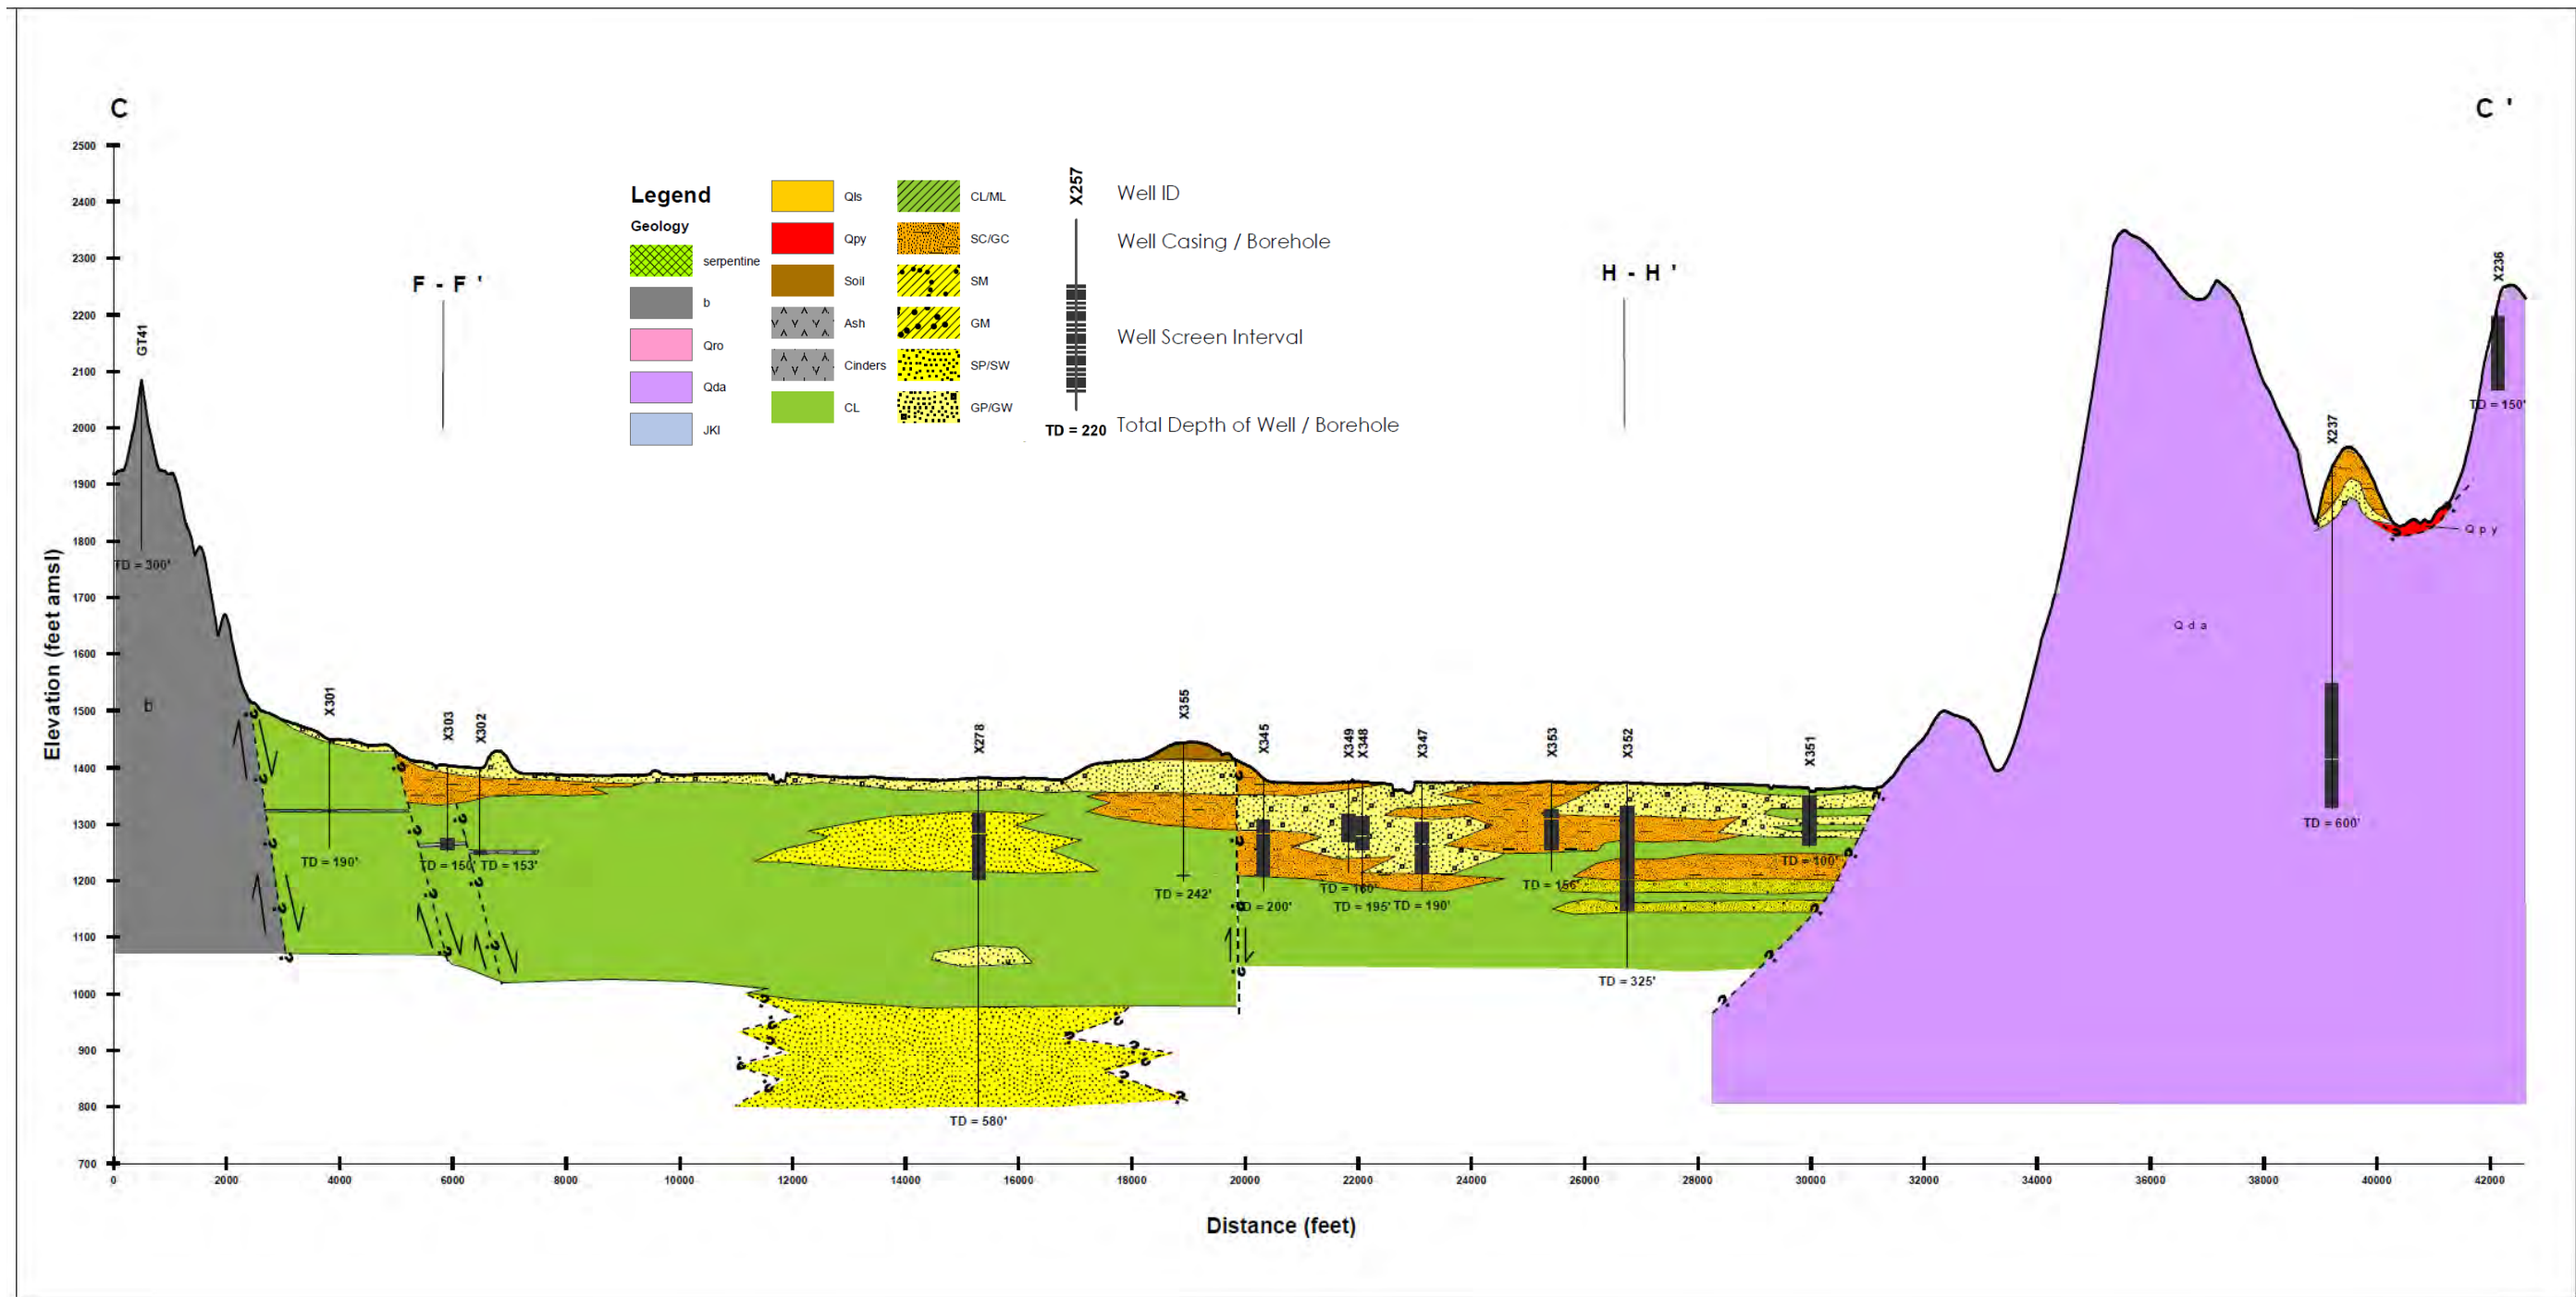 C
C '
2500
2400
2300
2200
2100
2000
1900
1800
1700
1600
1500
1400
1300
1200
1100
1000
900
800
700
Elevation (feet amsl)
Legend
Geology
serpentine
b
Qro
Qda
JKl
Qls
Qpy
Soil
Ash
Cinders
CL
CL/ML
SC/GC
SM
GM
SP/SW
GP/GW
X257
Well ID
Well Casing / Borehole
Well Screen Interval
TD = 220
Total Depth of Well / Borehole
F - F '
H - H '
GT41
TD = 300'
b
X301
TD = 190'
X303
X302
TD = 153'
X278
TD = 580'
X355
TD = 242'
X345
TD = 200'
X349
X348
TD = 160'
TD = 195'
X347
TD = 190'
X353
TD = 156'
X352
TD = 325'
X351
TD = 100'
Qda
X237
TD = 600'
Qpy
X236
TD = 150'
0
2000
4000
6000
8000
10000
12000
14000
16000
18000
20000
22000
24000
26000
28000
30000
32000
34000
36000
38000
40000
42000
Distance (feet)